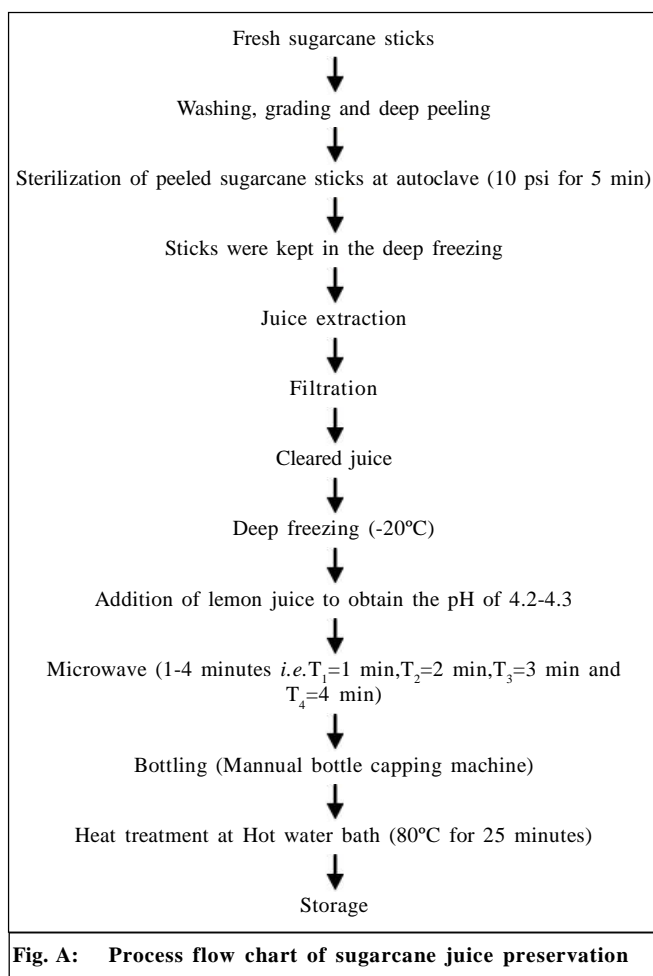 Fresh sugarcane sticks
Washing, grading and deep peeling
Sterilization of peeled sugarcane sticks at autoclave (10 psi for 5 min)
Sticks were kept in the deep freezing
Juice extraction
Filtration
Cleared juice
Deep freezing (-20ºC)
Addition of lemon juice to obtain the pH of 4.2-4.3
Microwave (1-4 minutes i.e.T₁=1 min,T₂=2 min,T₃=3 min and
T₄=4 min)
Bottling (Mannual bottle capping machine)
Heat treatment at Hot water bath (80ºC for 25 minutes)
Storage
Fig. A: Process flow chart of sugarcane juice preservation